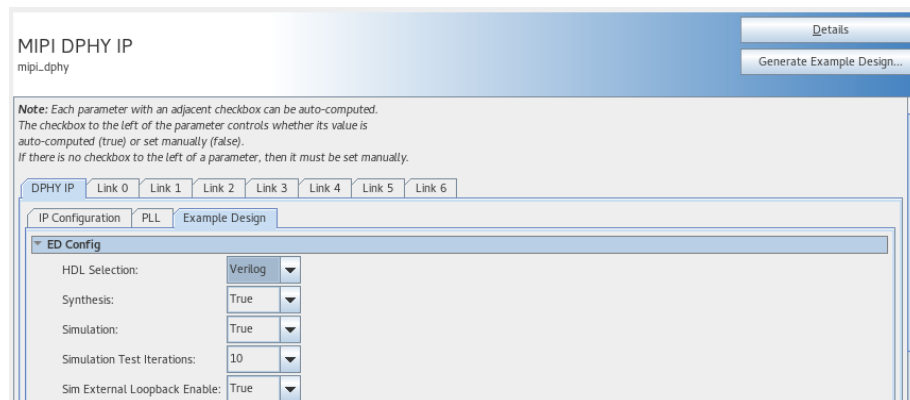 MIPI DPHY IP
mipi_dphy
Details
Generate Example Design...
Note: Each parameter with an adjacent checkbox can be auto-computed.
The checkbox to the left of the parameter controls whether its value is
auto-computed (true) or set manually (false).
If there is no checkbox to the left of a parameter, then it must be set manually.
DPHY IP Link 0 Link 1 Link 2 Link 3 Link 4 Link 5 Link 6
IP Configuration PLL Example Design
ED Config
HDL Selection: Verilog
Synthesis: True
Simulation: True
Simulation Test Iterations: 10
Sim External Loopback Enable: True